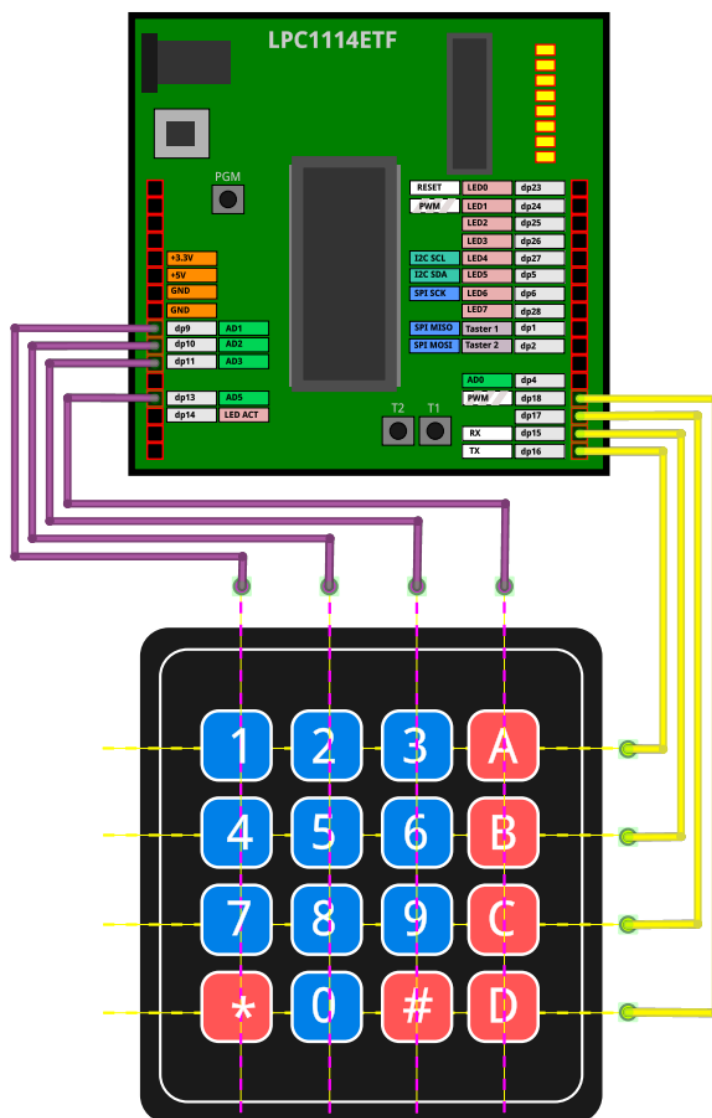 LPC1114ETF
PGM
RESET LED0 dp23
PWM LED1 dp24
LED2 dp25
LED3 dp26
+3.3V I2C SCL LED4 dp27
+5V I2C SDA LED5 dp5
GND SPI SCK LED6 dp6
GND LED7 dp28
dp9 AD1 SPI MISO Taster 1 dp1
dp10 AD2 SPI MOSI Taster 2 dp2
dp11 AD3
AD0 dp4
dp13 AD5 PWM dp18
dp14 LED ACT T2 T1 dp17
RX dp15
TX dp16
1 2 3 A
4 5 6 B
7 8 9 C
* 0 # D